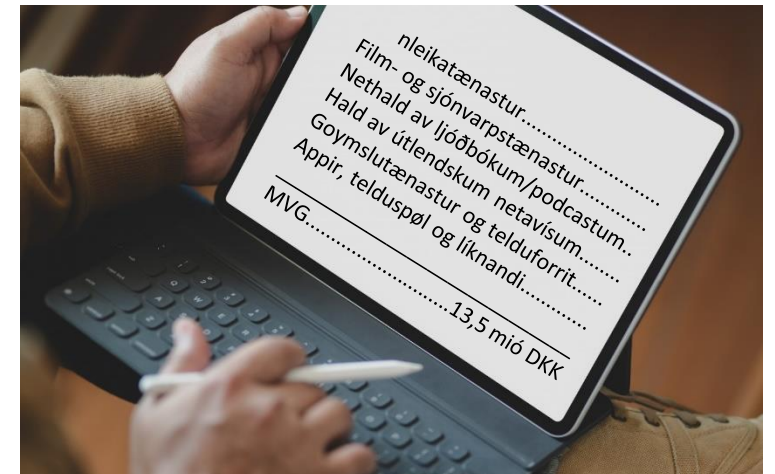 nleikatænastur............................
Film- og sjónvarpstænastur.............
Nethald av ljóðbókum/podcastum..
Hald av útlendskum netavísum........
Goymslutænastur og telduforrit......
Appir, telduspøl og líknandi.............
MVG..............................13,5 mió DKK